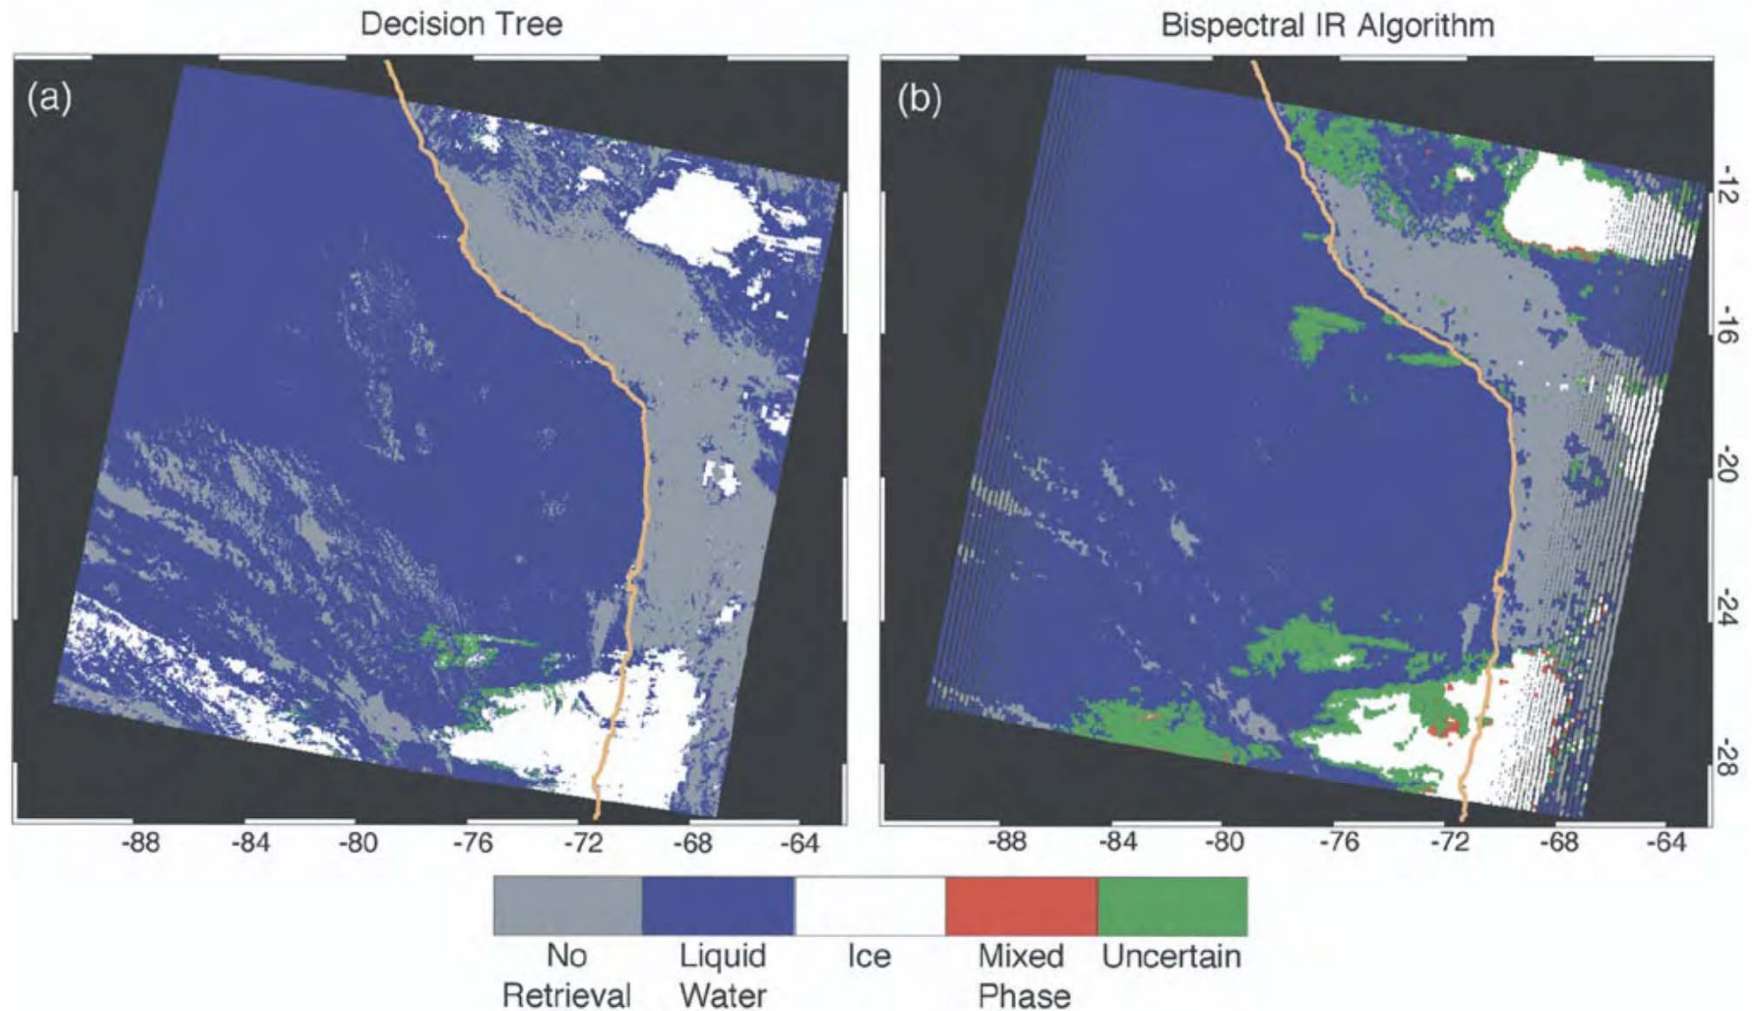 Decision Tree
Bispectral IR Algorithm
(a)
(b)
-12
-16
-20
-24
-28
-88 -84 -80 -76 -72 -68 -64
-88 -84 -80 -76 -72 -68 -64
No Retrieval
Liquid Water
Ice
Mixed Phase
Uncertain